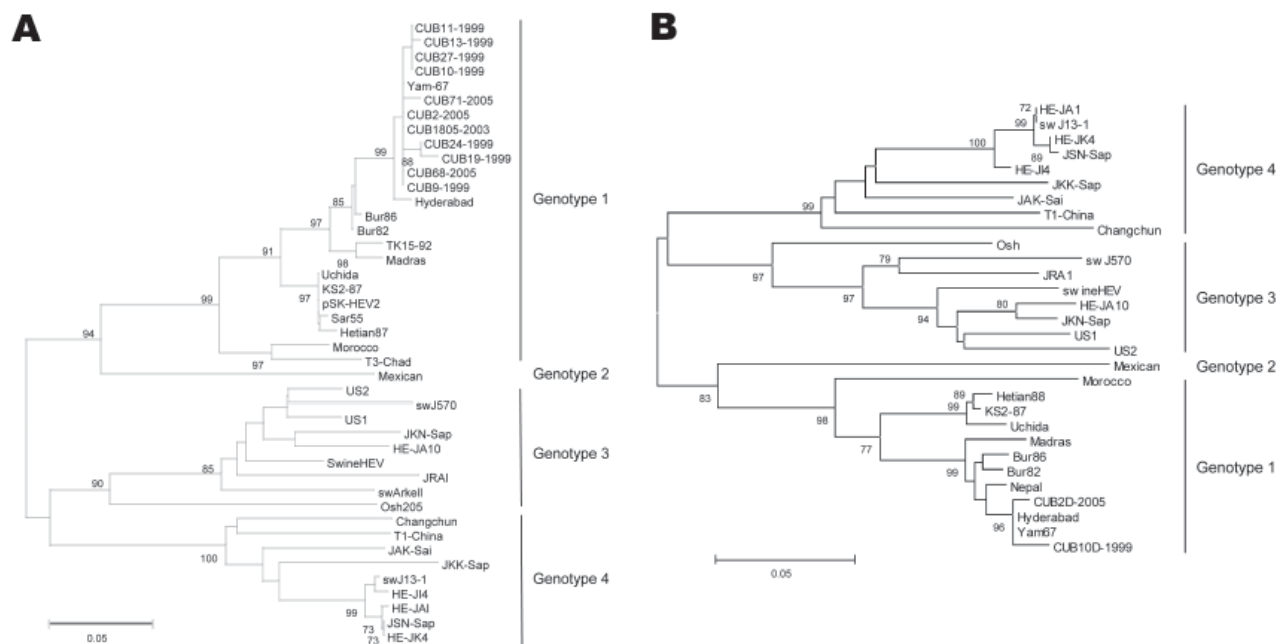 A
CUB11-1999
CUB13-1999
CUB27-1999
CUB10-1999
Yam-67
CUB71-2005
CUB2-2005
CUB1805-2003
99
CUB24-1999
88
CUB19-1999
CUB68-2005
CUB9-1999
Hyderabad
Genotype 1
85
Bur86
97
Bur82
TK15-92
91
98
Madras
Uchida
KS2-87
97
pSK-HEV2
99
Sar55
Hetian87
94
Morocco
97
T3-Chad
Mexican
Genotype 2
US2
swJ570
US1
JKN-Sap
HE-JA10
Genotype 3
SwineHEV
85
JRAI
90
swArkell
Osh205
Changchun
T1-China
100
JAK-Sai
JKK-Sap
swJ13-1
Genotype 4
HE-JI4
99
HE-JAI
73
JSN-Sap
73
HE-JK4
0.05
B
72
HE-JA1
99
swJ13-1
100
HE-JK4
89
JSN-Sap
HE-JI4
Genotype 4
JKK-Sap
99
JAK-Sai
T1-China
Changchun
Osh
79
swJ570
97
JRA1
97
swineHEV
Genotype 3
80
HE-JA10
94
JKN-Sap
US1
US2
Mexican
Genotype 2
83
Morocco
89
Hetian88
99
KS2-87
98
Uchida
77
Madras
Bur86
Genotype 1
99
Bur82
Nepal
CUB2D-2005
96
Hyderabad
Yam67
CUB10D-1999
0.05